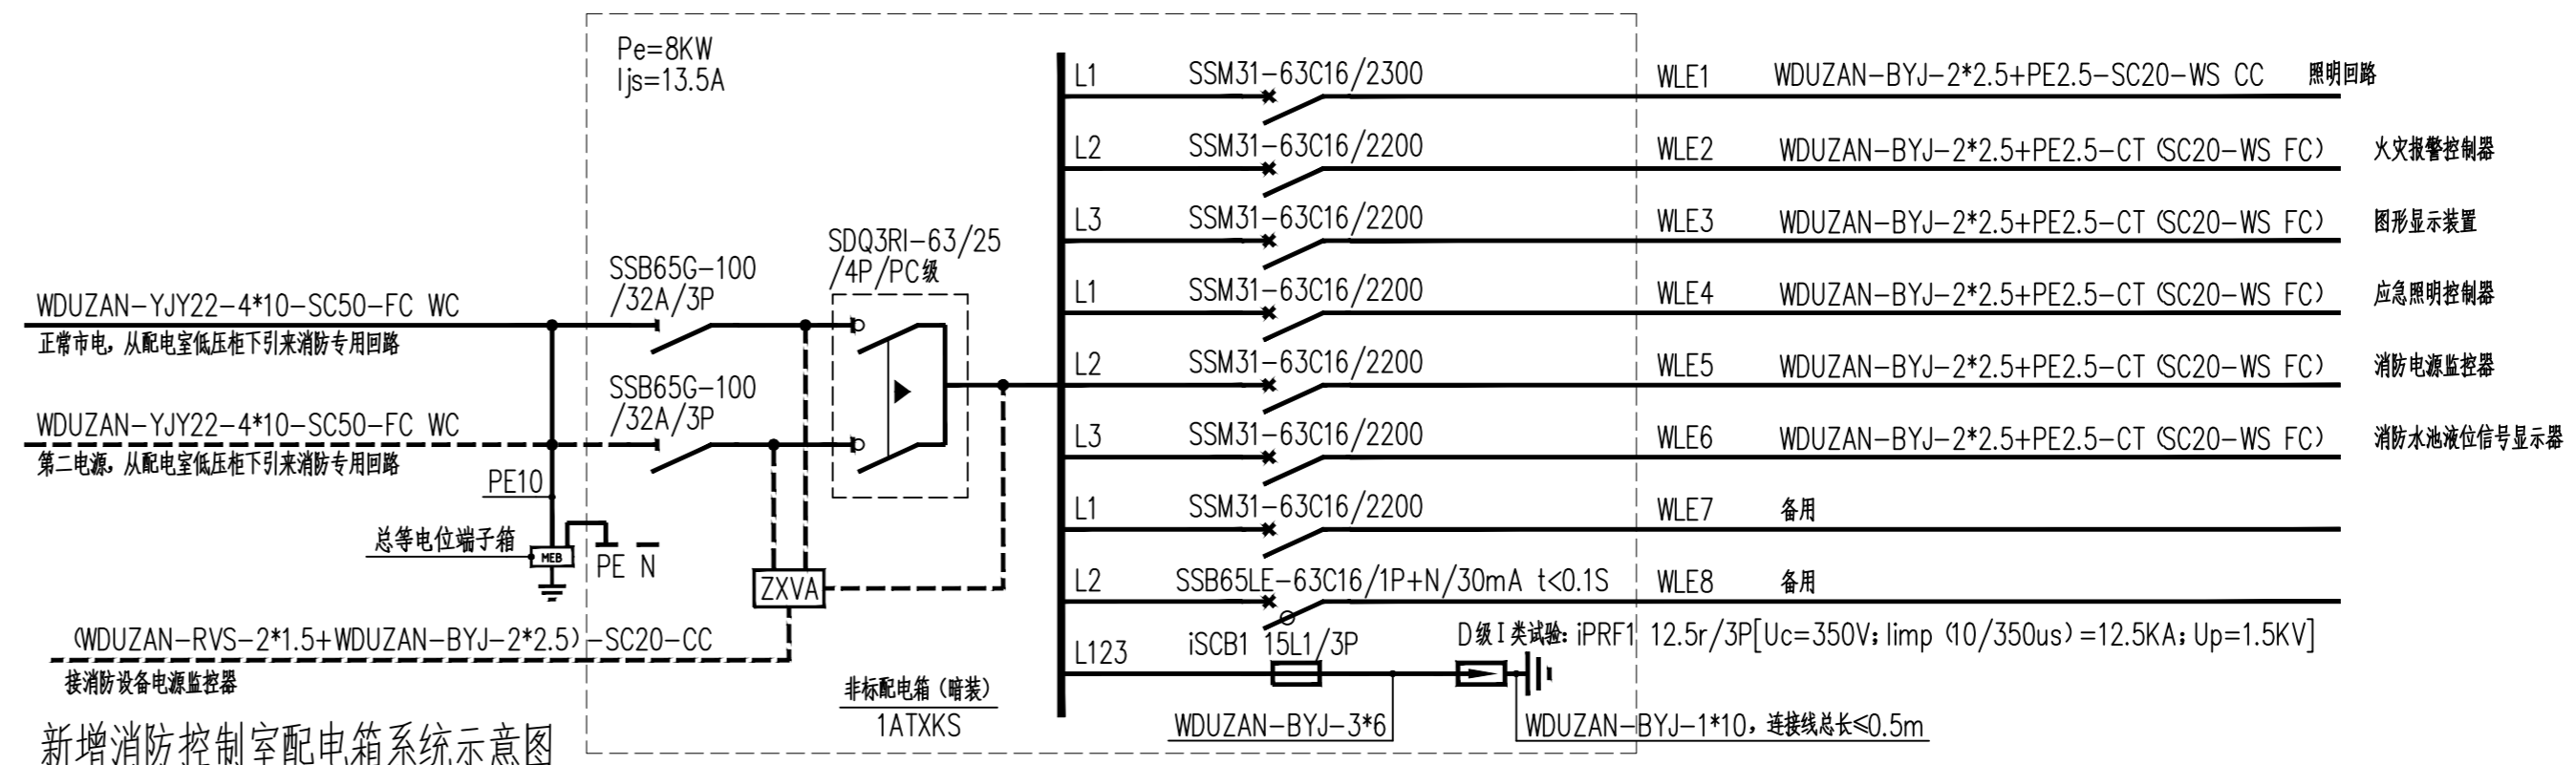 Pe=8KW
Ijs=13.5A
L1 SSM31-63C16/2300 WLE1 WDUZAN-BYJ-2*2.5+PE2.5-SC20-WS CC 照明回路
L2 SSM31-63C16/2200 WLE2 WDUZAN-BYJ-2*2.5+PE2.5-CT (SC20-WS FC) 火灾报警控制器
L3 SSM31-63C16/2200 WLE3 WDUZAN-BYJ-2*2.5+PE2.5-CT (SC20-WS FC) 图形显示装置
L1 SSM31-63C16/2200 WLE4 WDUZAN-BYJ-2*2.5+PE2.5-CT (SC20-WS FC) 应急照明控制器
L2 SSM31-63C16/2200 WLE5 WDUZAN-BYJ-2*2.5+PE2.5-CT (SC20-WS FC) 消防电源监控器
L3 SSM31-63C16/2200 WLE6 WDUZAN-BYJ-2*2.5+PE2.5-CT (SC20-WS FC) 消防水池液位信号显示器
L1 SSM31-63C16/2200 WLE7 备用
L2 SSB65LE-63C16/1P+N/30mA t<0.1S WLE8 备用
L123 iSCB1 15L1/3P D级Ⅰ类试验: iPRF1 12.5r/3P[Uc=350V; Iimp (10/350us) =12.5KA; Up=1.5KV]
WDUZAN-BYJ-3*6
WDUZAN-BYJ-1*10, 连接线总长≤0.5m
SDQ3RI-63/25
/4P/PC级
SSB65G-100
/32A/3P
WDUZAN-YJY22-4*10-SC50-FC WC
正常市电, 从配电室低压柜下引来消防专用回路
SSB65G-100
/32A/3P
WDUZAN-YJY22-4*10-SC50-FC WC
第二电源, 从配电室低压柜下引来消防专用回路
PE10
总等电位端子箱
MEB
PE N
ZXVA
(WDUZAN-RVS-2*1.5+WDUZAN-BYJ-2*2.5) -SC20-CC
接消防设备电源监控器
非标配电箱 (暗装)
1ATXKS
新增消防控制室配电箱系统示意图